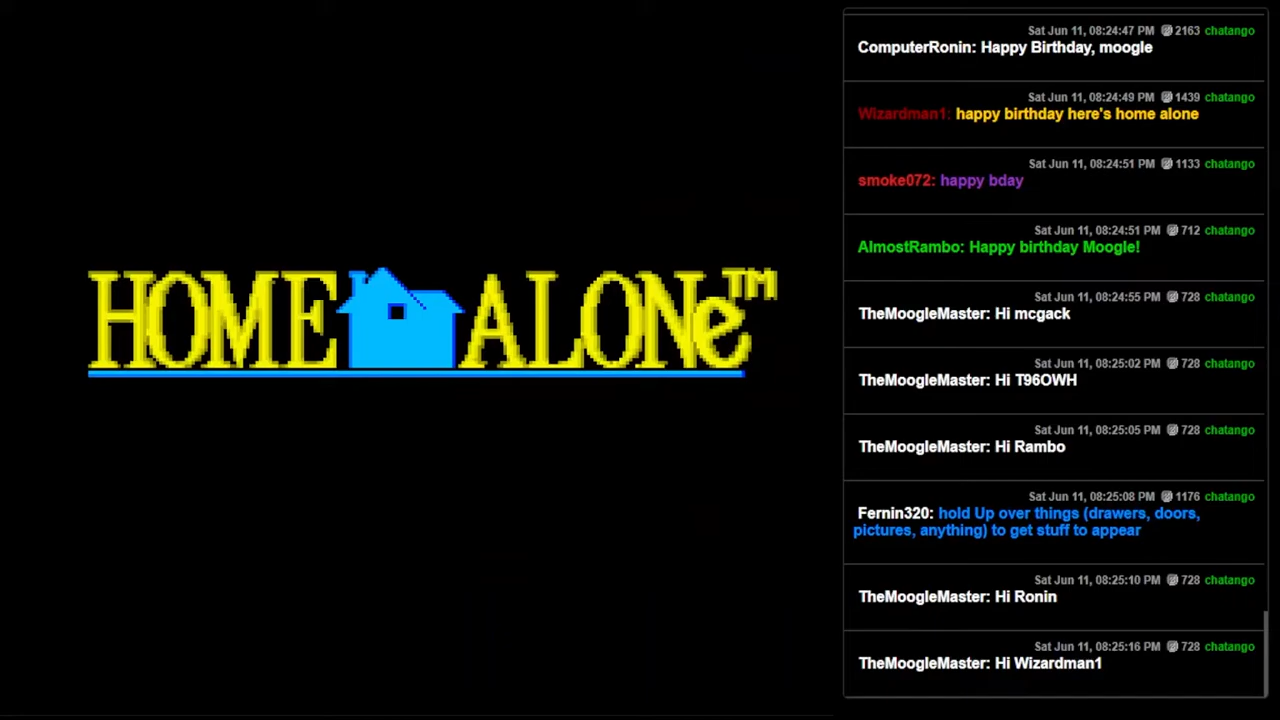 HOME ALONe™
Sat Jun 11, 08:24:47 PM 2163 chatango
ComputerRonin: Happy Birthday, moogle
Sat Jun 11, 08:24:49 PM 1439 chatango
Wizardman1: happy birthday here's home alone
Sat Jun 11, 08:24:51 PM 1133 chatango
smoke072: happy bday
Sat Jun 11, 08:24:51 PM 712 chatango
AlmostRambo: Happy birthday Moogle!
Sat Jun 11, 08:24:55 PM 728 chatango
TheMoogleMaster: Hi mcgack
Sat Jun 11, 08:25:02 PM 728 chatango
TheMoogleMaster: Hi T96OWH
Sat Jun 11, 08:25:05 PM 728 chatango
TheMoogleMaster: Hi Rambo
Sat Jun 11, 08:25:08 PM 1176 chatango
Fernin320: hold Up over things (drawers, doors,
pictures, anything) to get stuff to appear
Sat Jun 11, 08:25:10 PM 728 chatango
TheMoogleMaster: Hi Ronin
Sat Jun 11, 08:25:16 PM 728 chatango
TheMoogleMaster: Hi Wizardman1